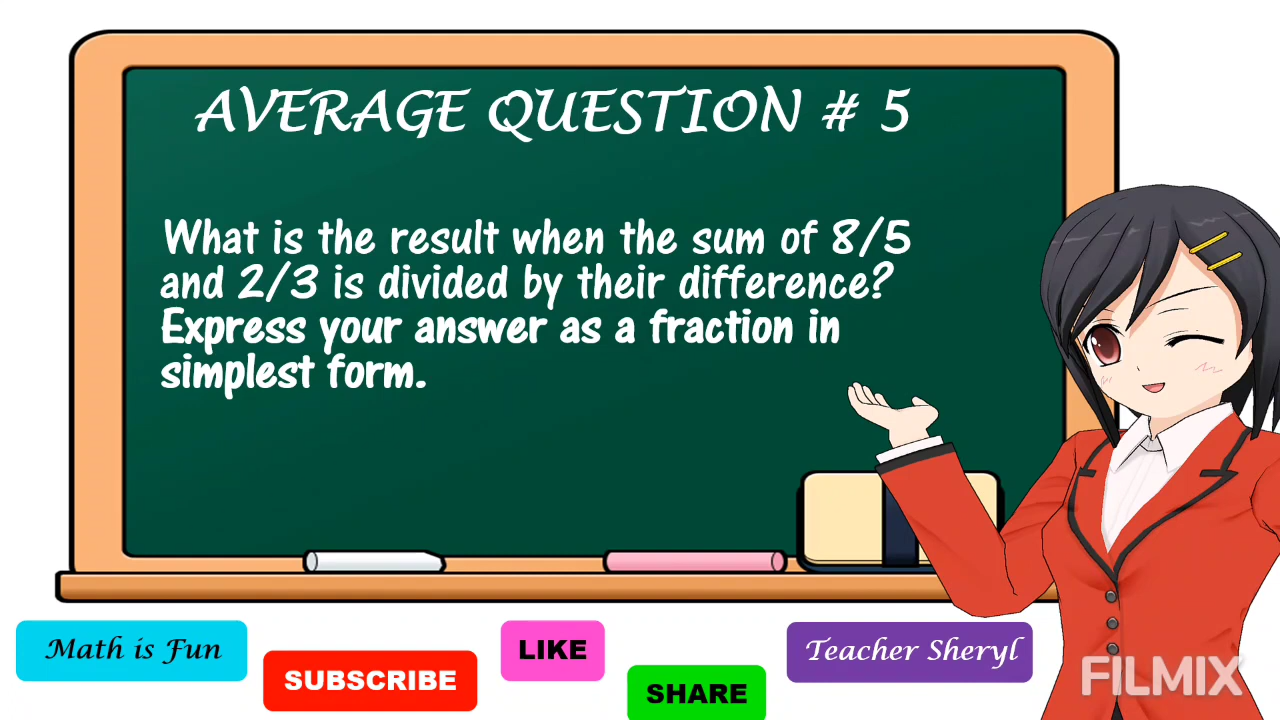 AVERAGE QUESTION # 5
What is the result when the sum of 8/5
and 2/3 is divided by their difference?
Express your answer as a fraction in
simplest form.
Math is Fun
SUBSCRIBE
LIKE
SHARE
Teacher Sheryl
FILMIX